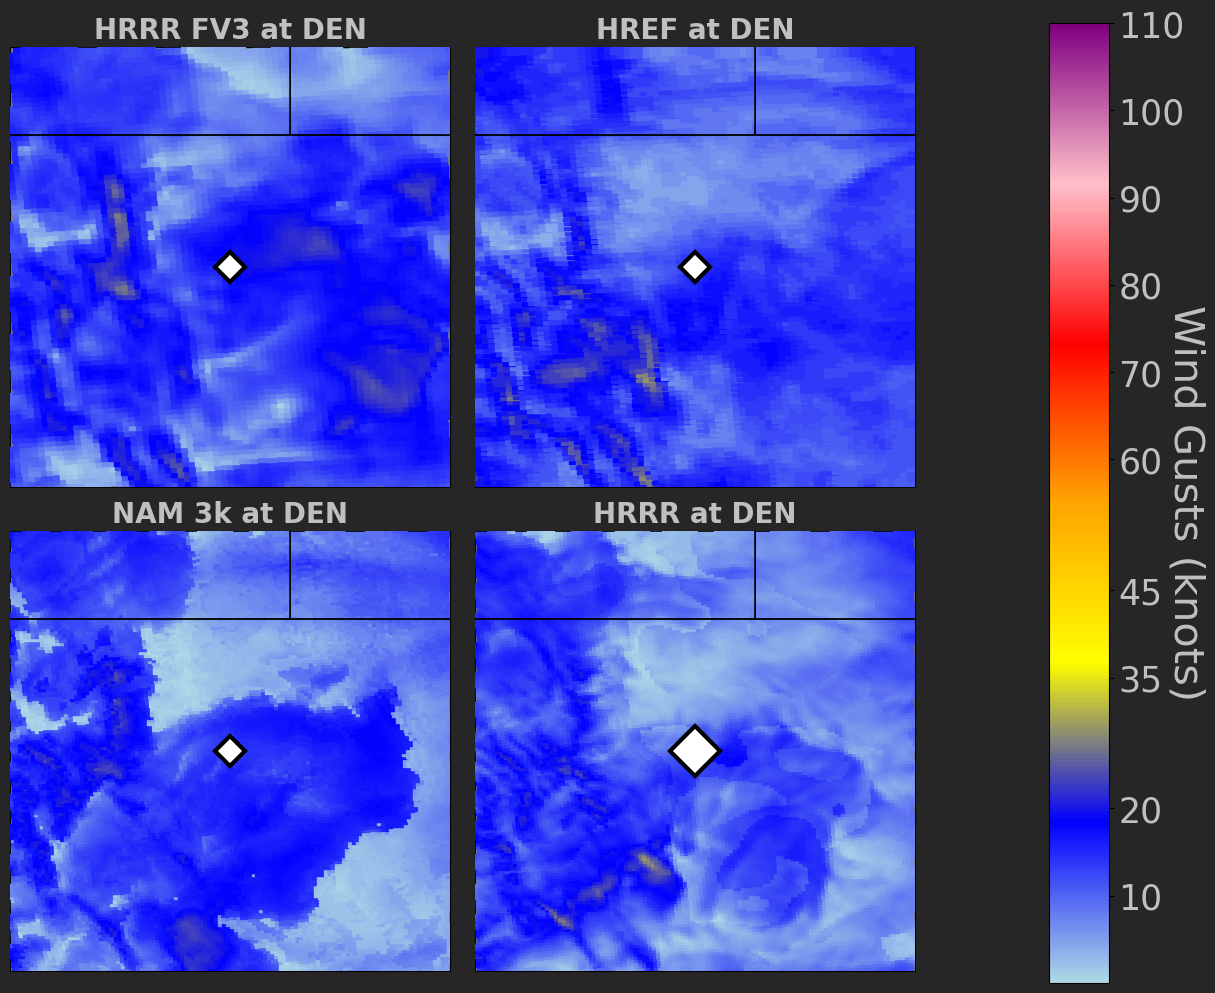 HRRR FV3 at DEN
HREF at DEN
NAM 3k at DEN
HRRR at DEN
110
100
90
80
70
60
45
35
20
10
Wind Gusts (knots)